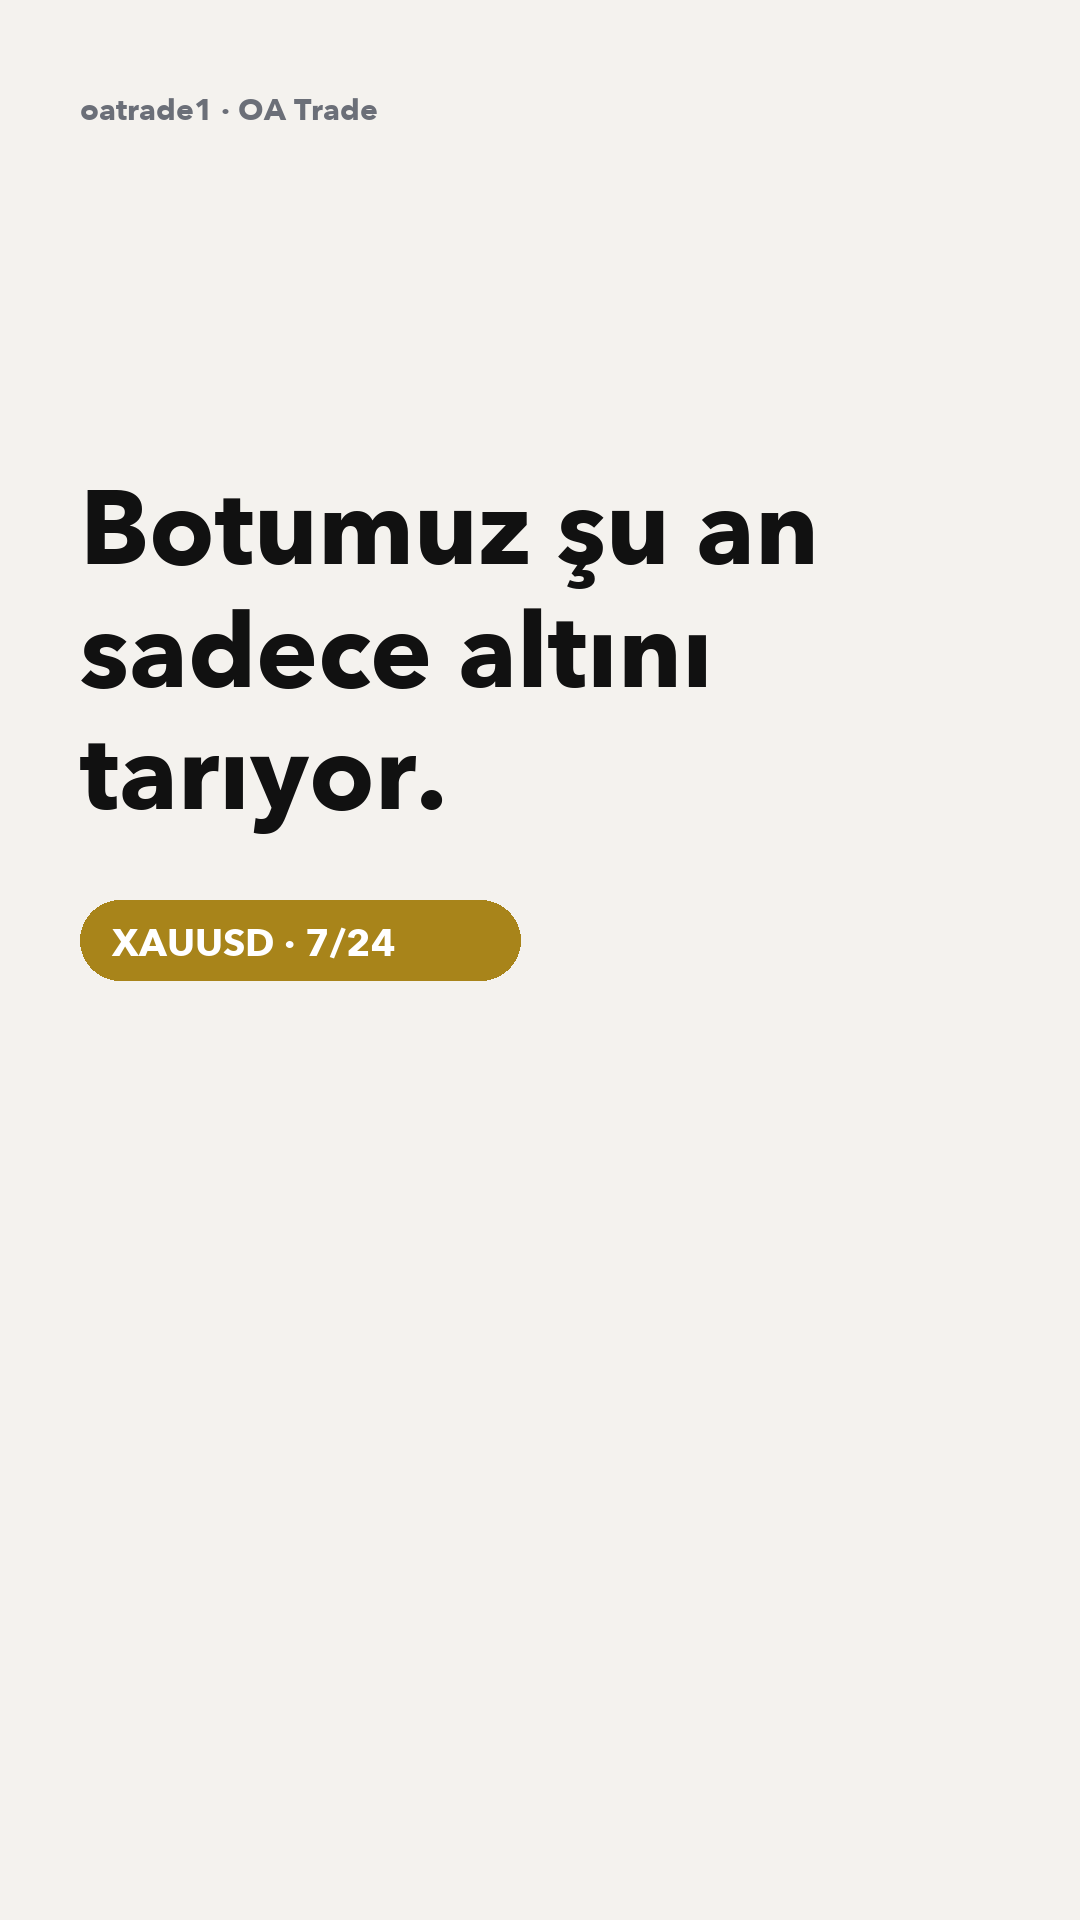 oatrade1 · OA Trade
Botumuz şu an
sadece altını
tarıyor.
XAUUSD · 7/24